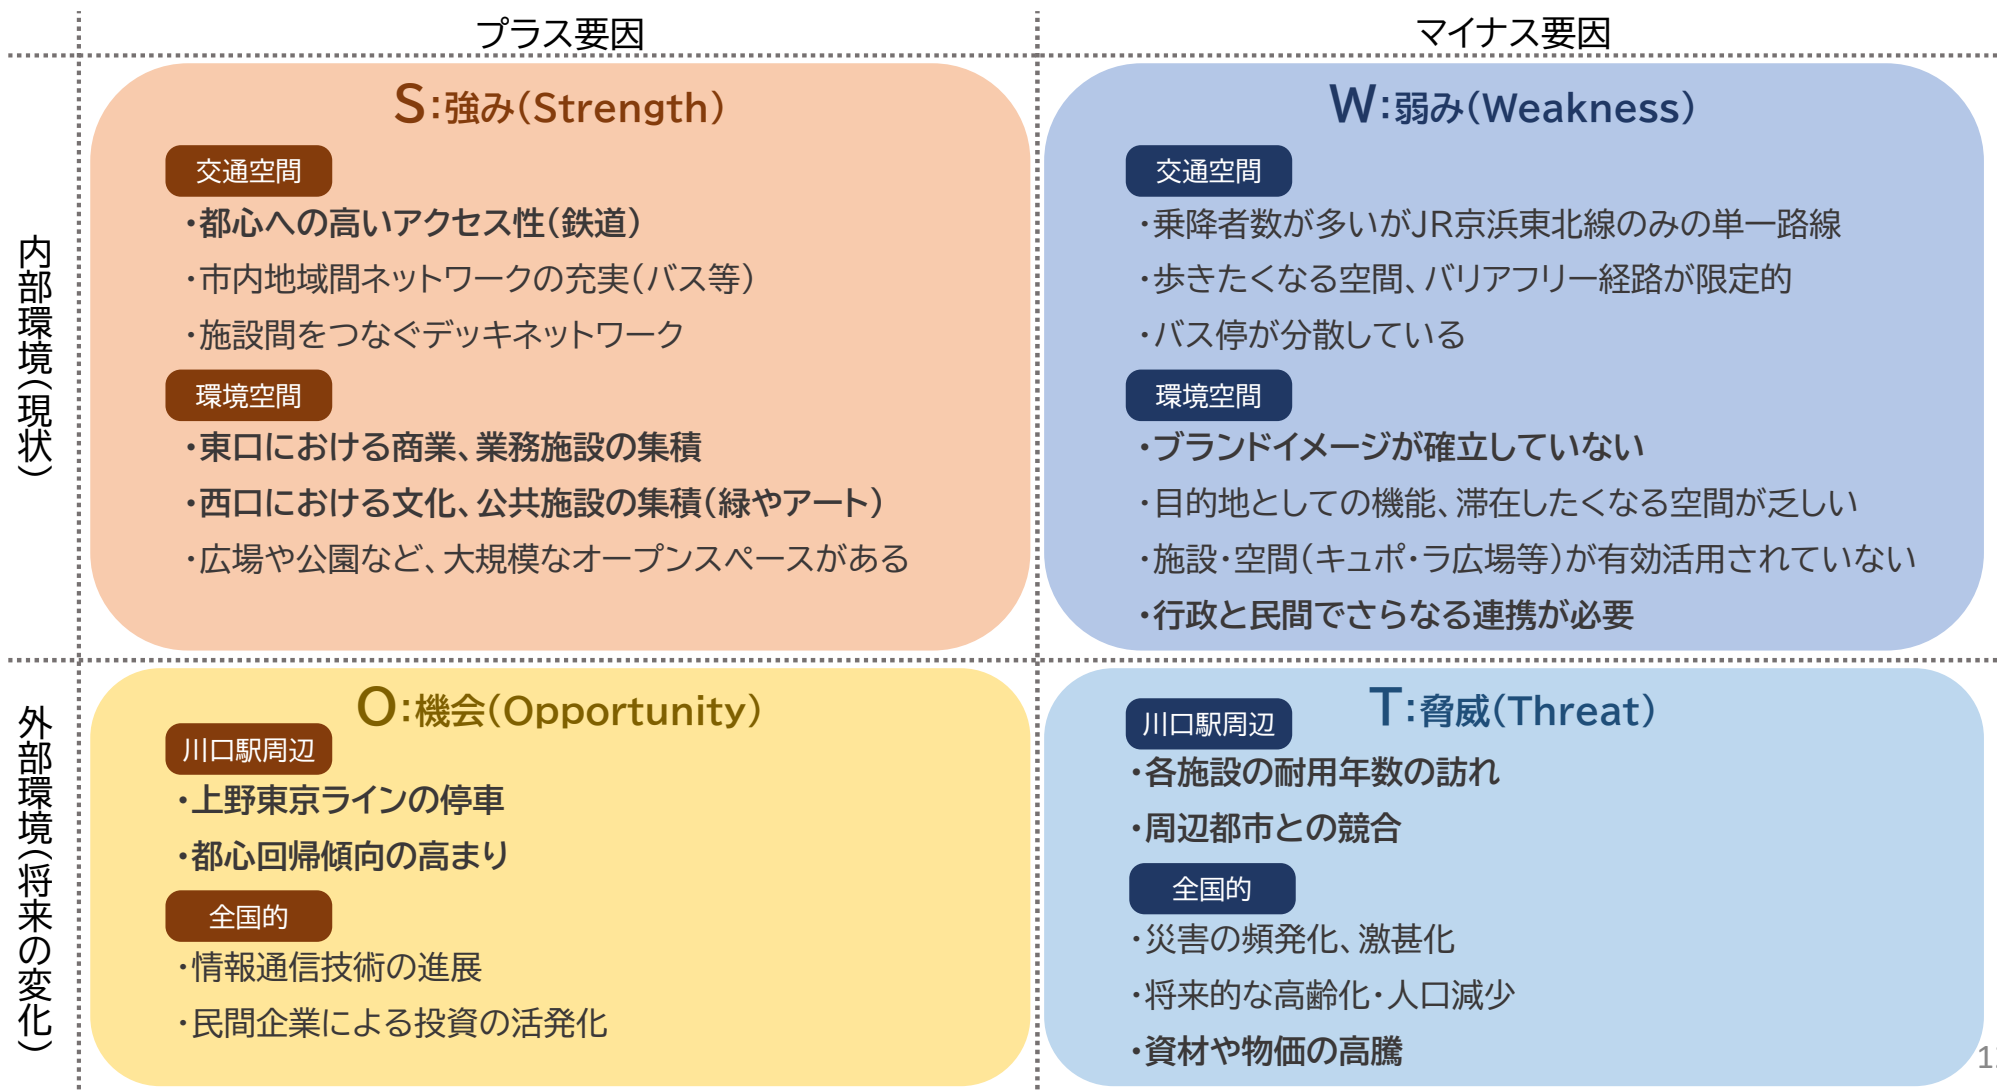 プラス要因
マイナス要因
内部環境(現状)
S:強み(Strength)
交通空間
・都心への高いアクセス性(鉄道)
・市内地域間ネットワークの充実(バス等)
・施設間をつなぐデッキネットワーク
環境空間
・東口における商業、業務施設の集積
・西口における文化、公共施設の集積(緑やアート)
・広場や公園など、大規模なオープンスペースがある
W:弱み(Weakness)
交通空間
・乗降者数が多いがJR京浜東北線のみの単一路線
・歩きたくなる空間、バリアフリー経路が限定的
・バス停が分散している
環境空間
・ブランドイメージが確立していない
・目的地としての機能、滞在したくなる空間が乏しい
・施設・空間(キュポ・ラ広場等)が有効活用されていない
・行政と民間でさらなる連携が必要
外部環境(将来の変化)
O:機会(Opportunity)
川口駅周辺
・上野東京ラインの停車
・都心回帰傾向の高まり
全国的
・情報通信技術の進展
・民間企業による投資の活発化
T:脅威(Threat)
川口駅周辺
・各施設の耐用年数の訪れ
・周辺都市との競合
全国的
・災害の頻発化、激甚化
・将来的な高齢化・人口減少
・資材や物価の高騰